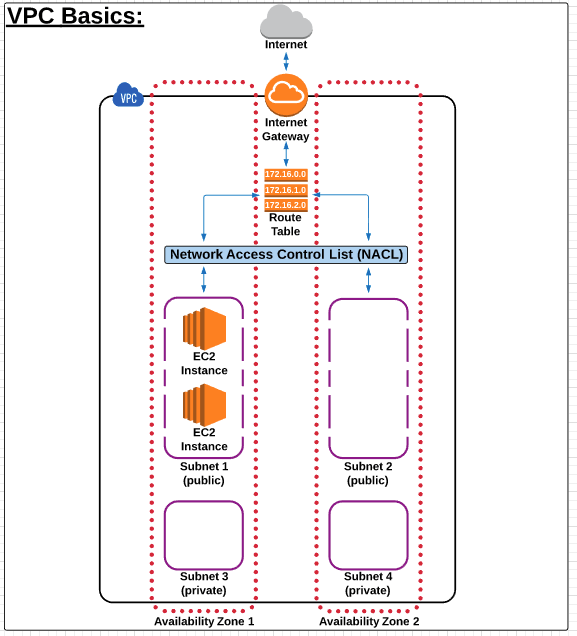 VPC Basics:
Internet
VPC
Internet
Gateway
172.16.0.0
172.16.1.0
172.16.2.0
Route
Table
Network Access Control List (NACL)
EC2
Instance
EC2
Instance
Subnet 1
(public)
Subnet 2
(public)
Subnet 3
(private)
Subnet 4
(private)
Availability Zone 1
Availability Zone 2